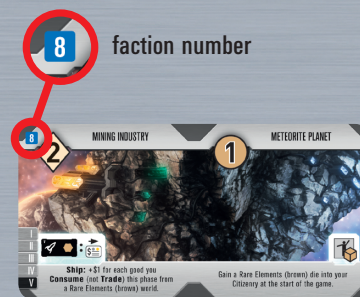 8
faction number
8
2
MINING INDUSTRY
1
METEORITE PLANET
I
II
III
IV
V
Ship: +$1 for each good you
Consume (not Trade) this phase from
a Rare Elements (brown) world.
Gain a Rare Elements (brown) die into your
Citizenry at the start of the game.